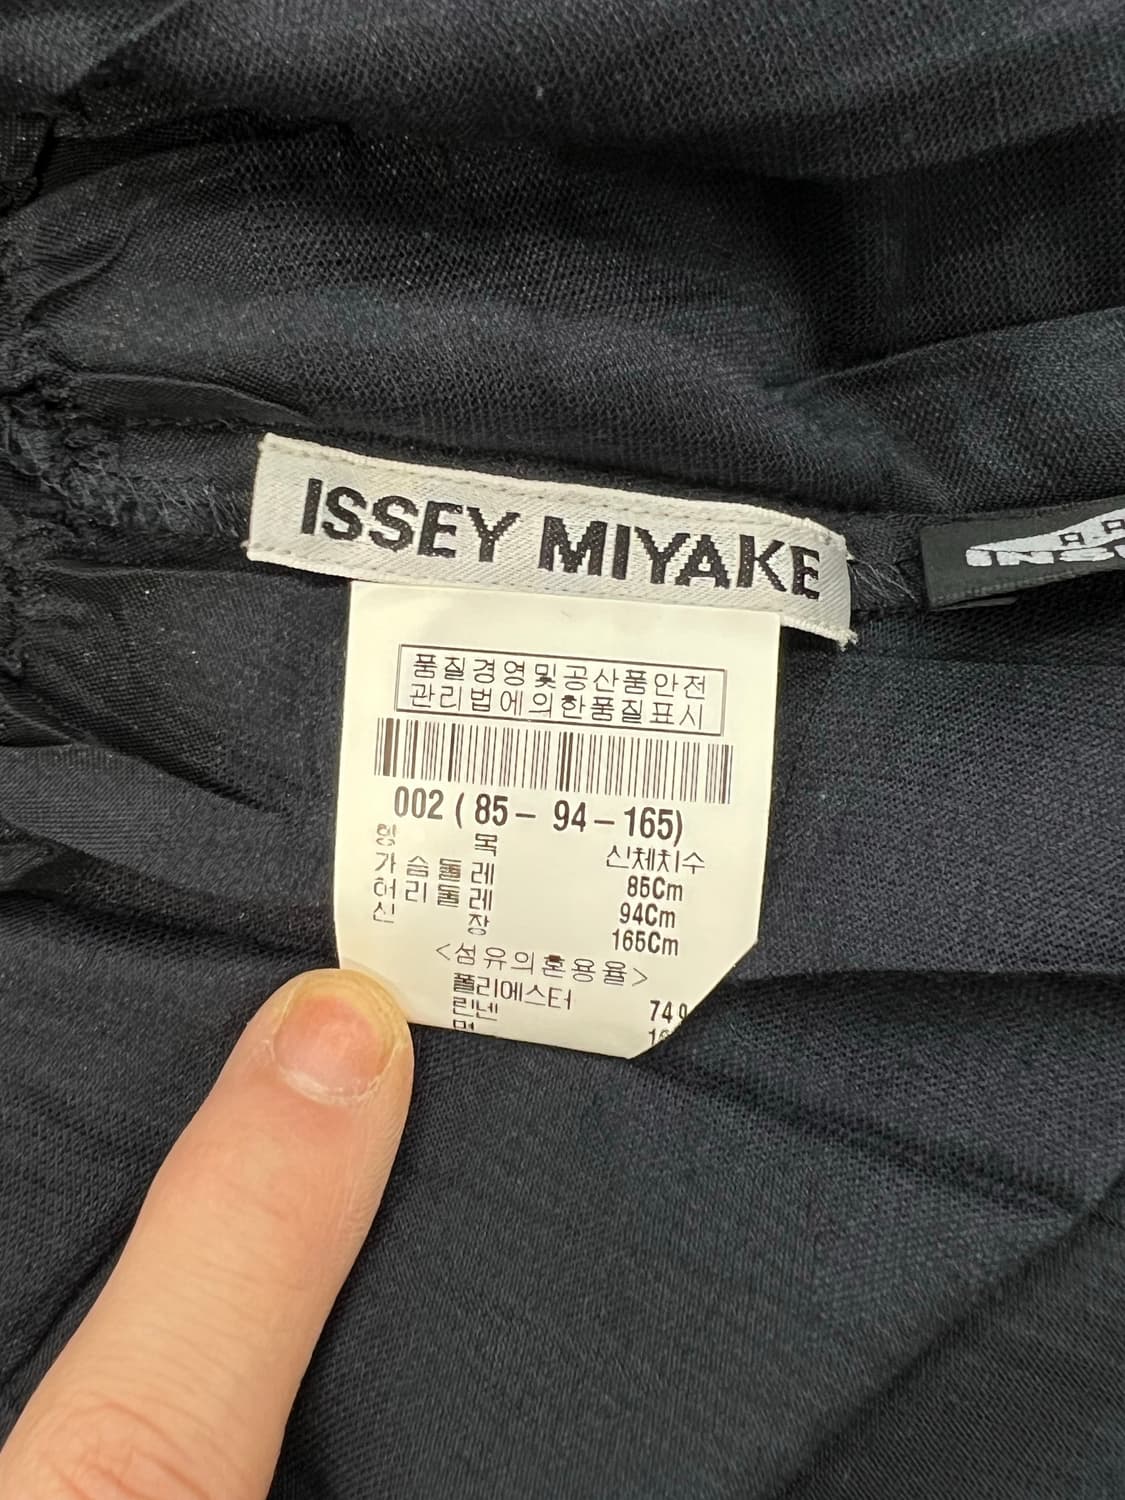 ISSEY MIYAKE
품질경영및공산품안전
관리법에의한품질표시
002 ( 85 - 94 - 165)
항 목 신체치수
가슴둘레 85Cm
허리둘레 94Cm
신 장 165Cm
<섬유의혼용율>
폴리에스터 74
린넨
면